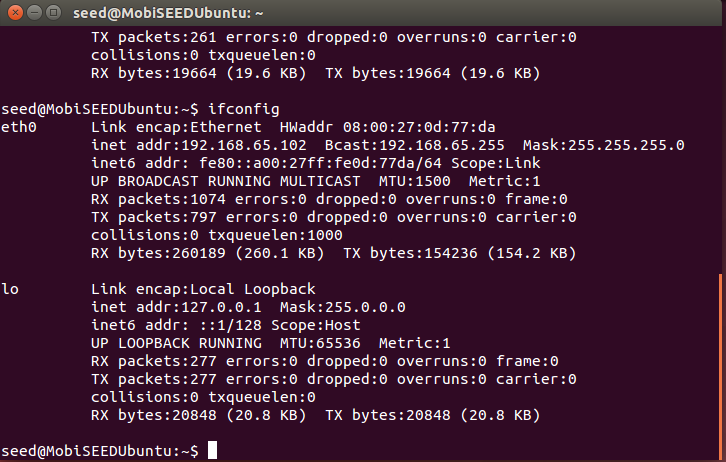 seed@MobiSEEDUbuntu: ~
TX packets:261 errors:0 dropped:0 overruns:0 carrier:0
collisions:0 txqueuelen:0
RX bytes:19664 (19.6 KB)  TX bytes:19664 (19.6 KB)
seed@MobiSEEDUbuntu:~$ ifconfig
eth0      Link encap:Ethernet  HWaddr 08:00:27:0d:77:da
inet addr:192.168.65.102  Bcast:192.168.65.255  Mask:255.255.255.0
inet6 addr: fe80::a00:27ff:fe0d:77da/64 Scope:Link
UP BROADCAST RUNNING MULTICAST  MTU:1500  Metric:1
RX packets:1074 errors:0 dropped:0 overruns:0 frame:0
TX packets:797 errors:0 dropped:0 overruns:0 carrier:0
collisions:0 txqueuelen:1000
RX bytes:260189 (260.1 KB)  TX bytes:154236 (154.2 KB)
lo        Link encap:Local Loopback
inet addr:127.0.0.1  Mask:255.0.0.0
inet6 addr: ::1/128 Scope:Host
UP LOOPBACK RUNNING  MTU:65536  Metric:1
RX packets:277 errors:0 dropped:0 overruns:0 frame:0
TX packets:277 errors:0 dropped:0 overruns:0 carrier:0
collisions:0 txqueuelen:0
RX bytes:20848 (20.8 KB)  TX bytes:20848 (20.8 KB)
seed@MobiSEEDUbuntu:~$